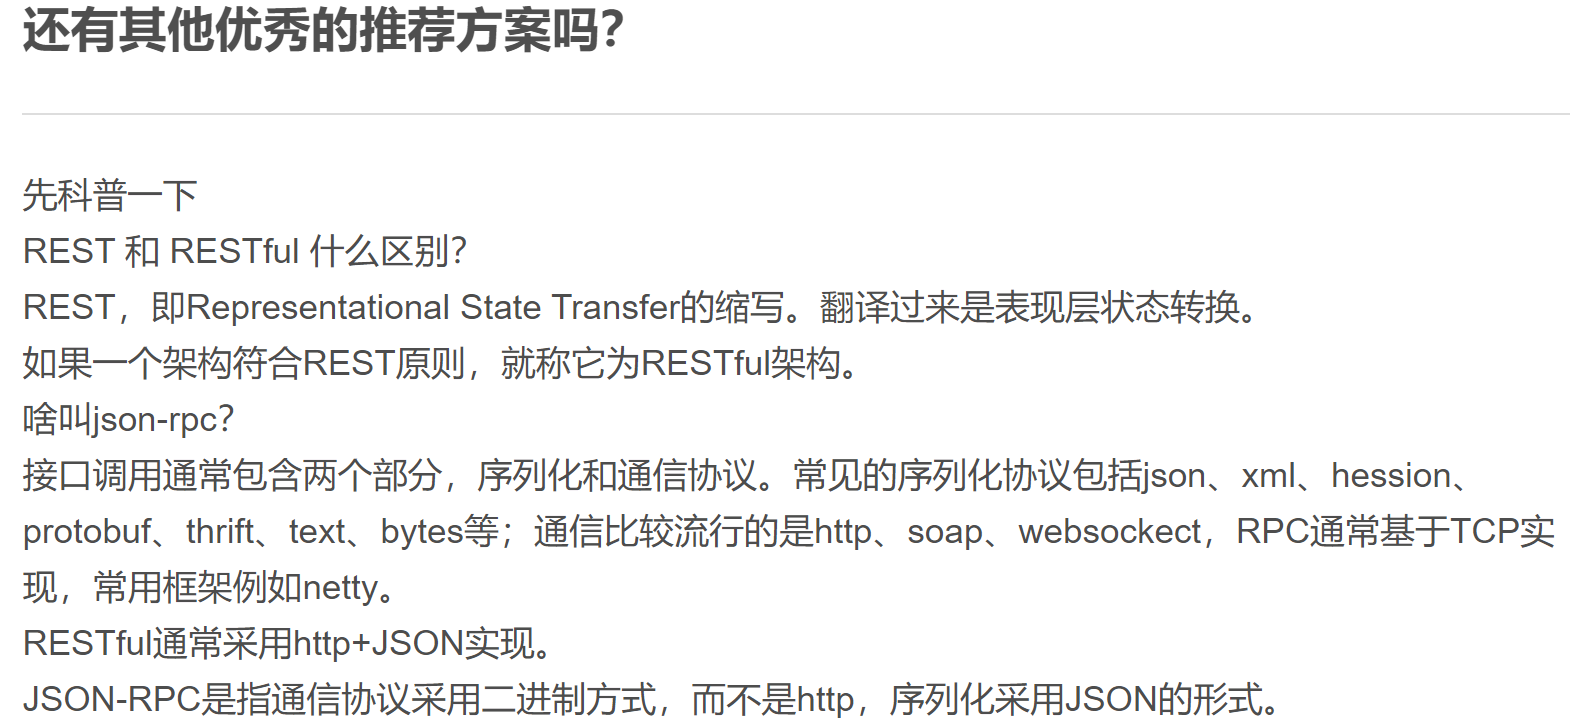 还有其他优秀的推荐方案吗？
先科普一下
REST 和 RESTful 什么区别？
REST，即Representational State Transfer的缩写。翻译过来是表现层状态转换。
如果一个架构符合REST原则，就称它为RESTful架构。
啥叫json-rpc？
接口调用通常包含两个部分，序列化和通信协议。常见的序列化协议包括json、xml、hession、
protobuf、thrift、text、bytes等；通信比较流行的是http、soap、websockect，RPC通常基于TCP实
现，常用框架例如netty。
RESTful通常采用http+JSON实现。
JSON-RPC是指通信协议采用二进制方式，而不是http，序列化采用JSON的形式。